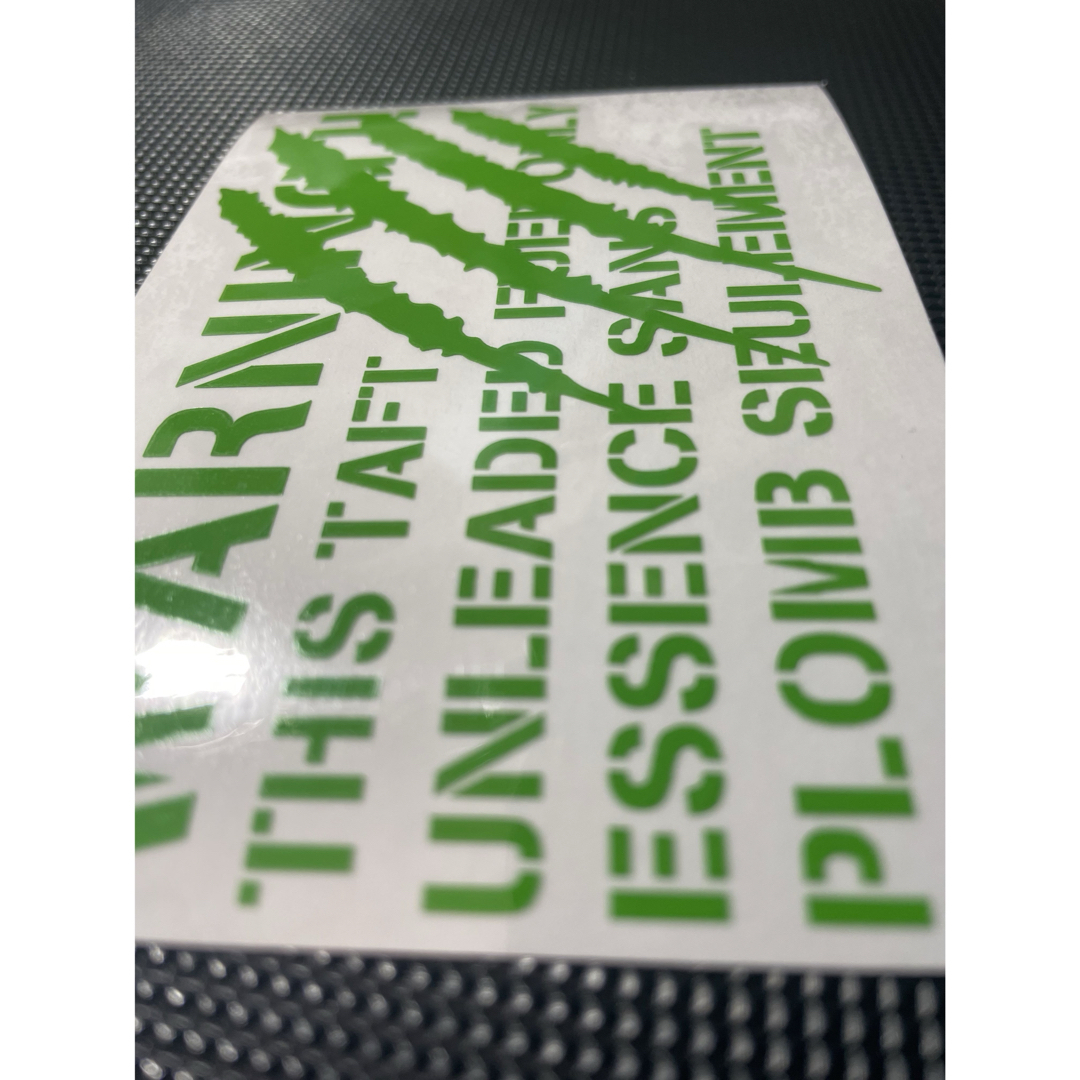 WARNING
THIS TAFT
UNLEADED FUEL ONLY
ESSENCE SANS
PLOMB SEULEMENT